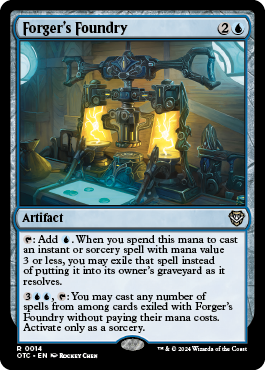 Forger's Foundry 2
Artifact
: Add . When you spend this mana to cast
an instant or sorcery spell with mana value
3 or less, you may exile that spell instead
of putting it into its owner's graveyard as it
resolves.
3 , : You may cast any number of
spells from among cards exiled with Forger's
Foundry without paying their mana costs.
Activate only as a sorcery.
R 0014
OTC • EN Rockey Chen
™ & © 2024 Wizards of the Coast